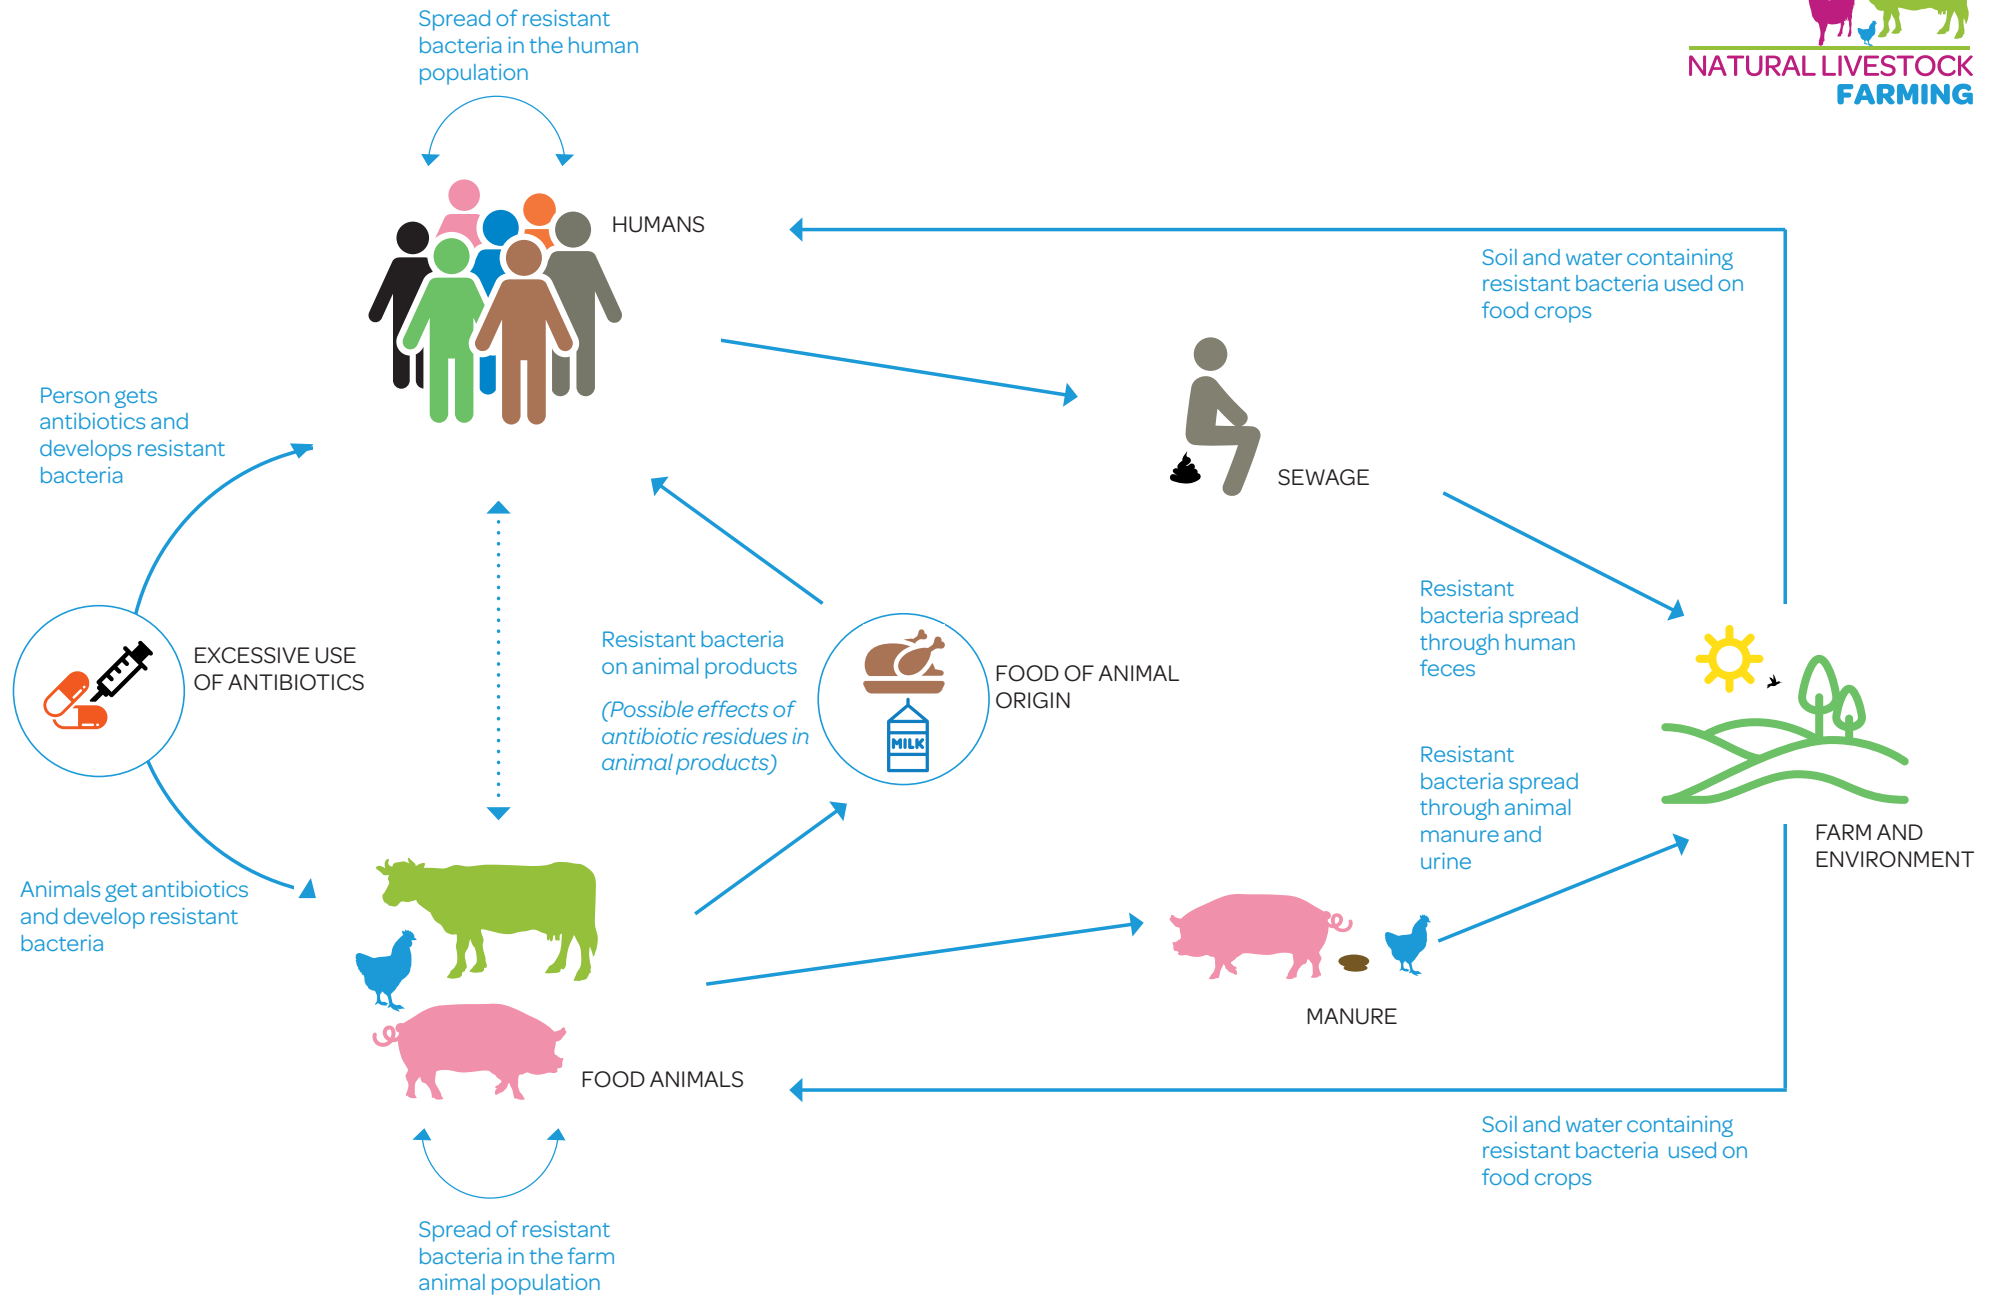 Spread of resistant
bacteria in the human
population
NATURAL LIVESTOCK
FARMING
HUMANS
Soil and water containing
resistant bacteria used on
food crops
Person gets
antibiotics and
develops resistant
bacteria
SEWAGE
EXCESSIVE USE
OF ANTIBIOTICS
Resistant bacteria
on animal products
(Possible effects of
antibiotic residues in
animal products)
MILK
FOOD OF ANIMAL
ORIGIN
Resistant
bacteria spread
through human
feces
Resistant
bacteria spread
through animal
manure and
urine
FARM AND
ENVIRONMENT
Animals get antibiotics
and develop resistant
bacteria
MANURE
FOOD ANIMALS
Soil and water containing
resistant bacteria used on
food crops
Spread of resistant
bacteria in the farm
animal population